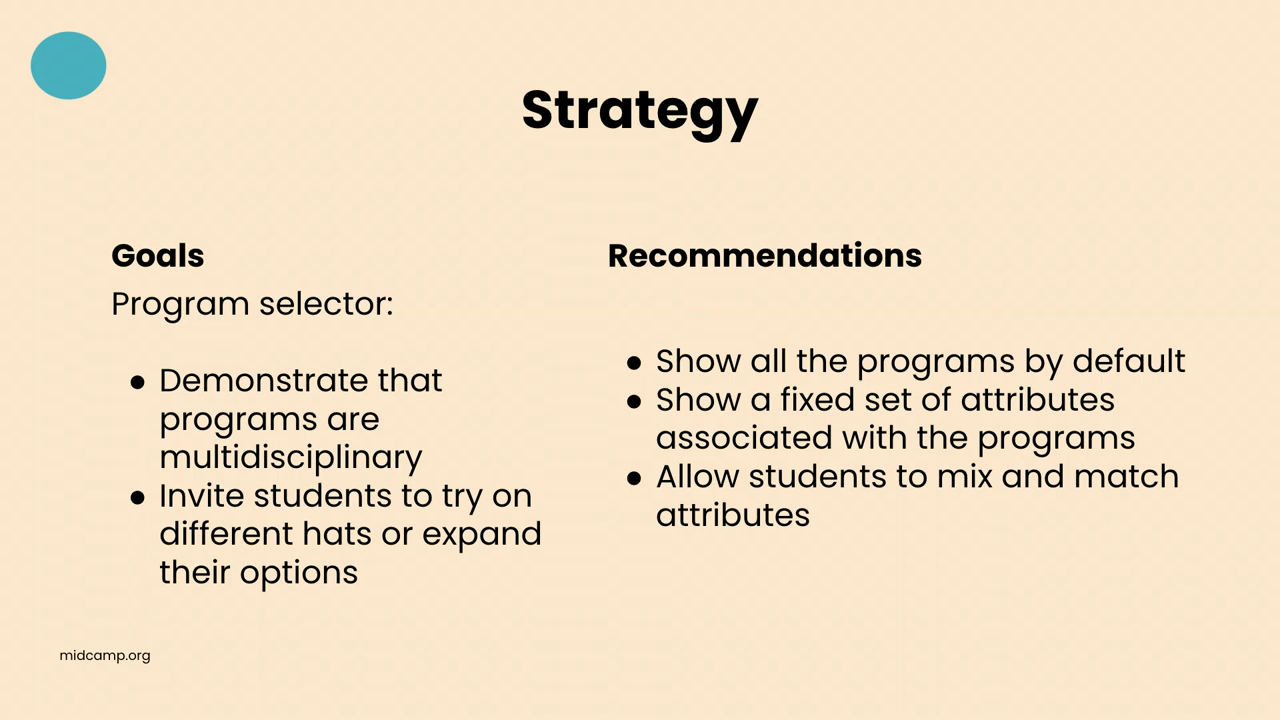 Strategy
Goals
Program selector:
● Demonstrate that
programs are
multidisciplinary
● Invite students to try on
different hats or expand
their options
Recommendations
● Show all the programs by default
● Show a fixed set of attributes
associated with the programs
● Allow students to mix and match
attributes
midcamp.org